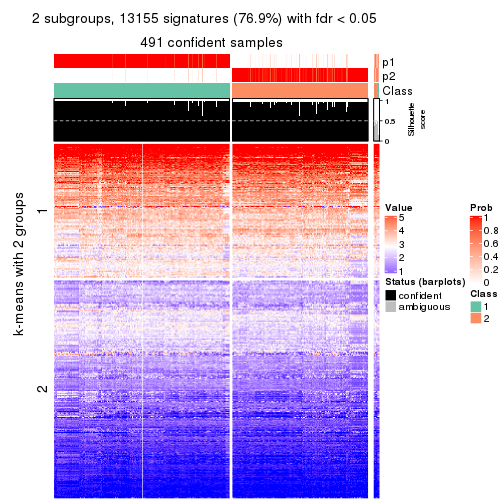 2 subgroups, 13155 signatures (76.9%) with fdr < 0.05
491 confident samples
p1
p2
Class
1
0.5
0
Silhouette
score
k-means with 2 groups
1
2
Value
5
4
3
2
1
Status (barplots)
confident
ambiguous
Prob
1
0.8
0.6
0.4
0.2
0
Class
1
2